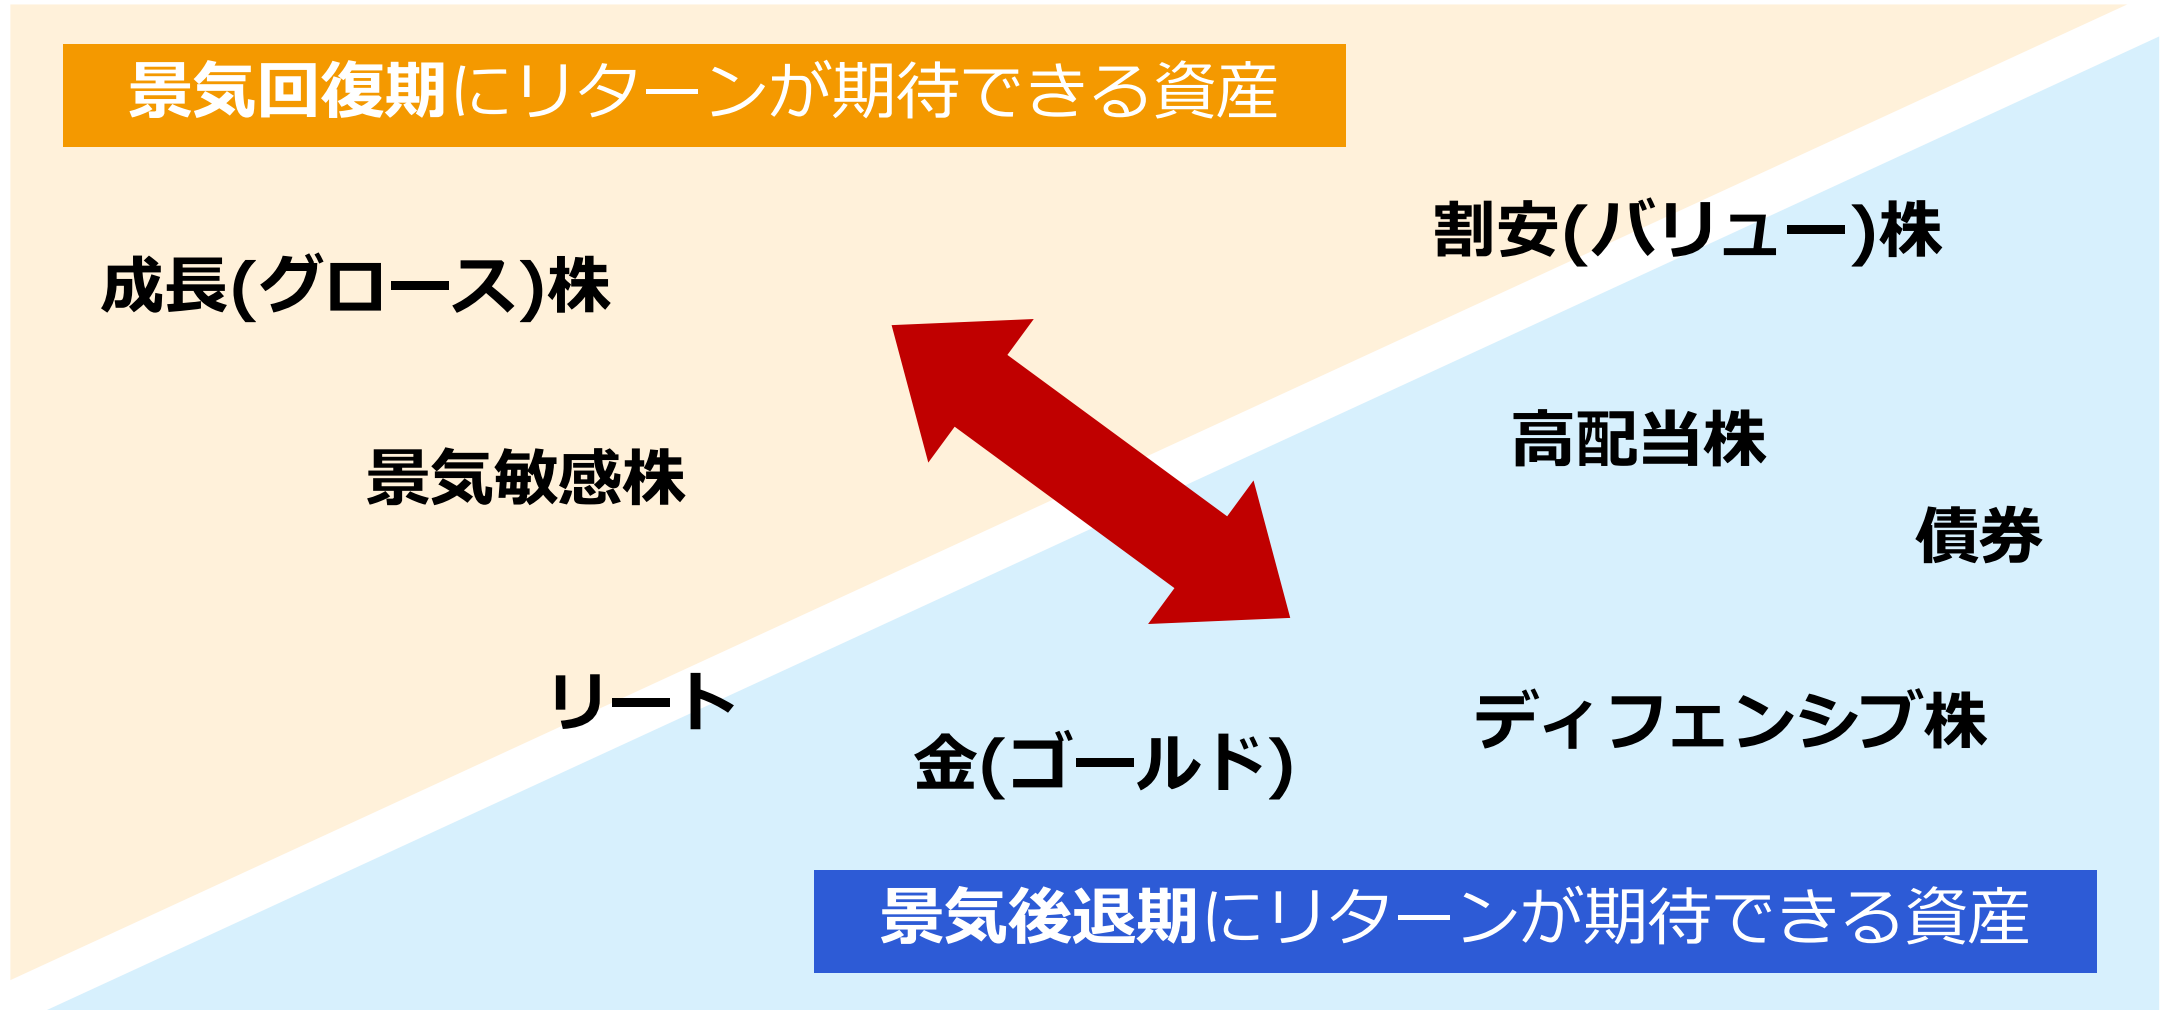 景気回復期にリターンが期待できる資産
割安(バリュー)株
成長(グロース)株
高配当株
景気敏感株
債券
リート
ディフェンシブ株
金(ゴールド)
景気後退期にリターンが期待できる資産